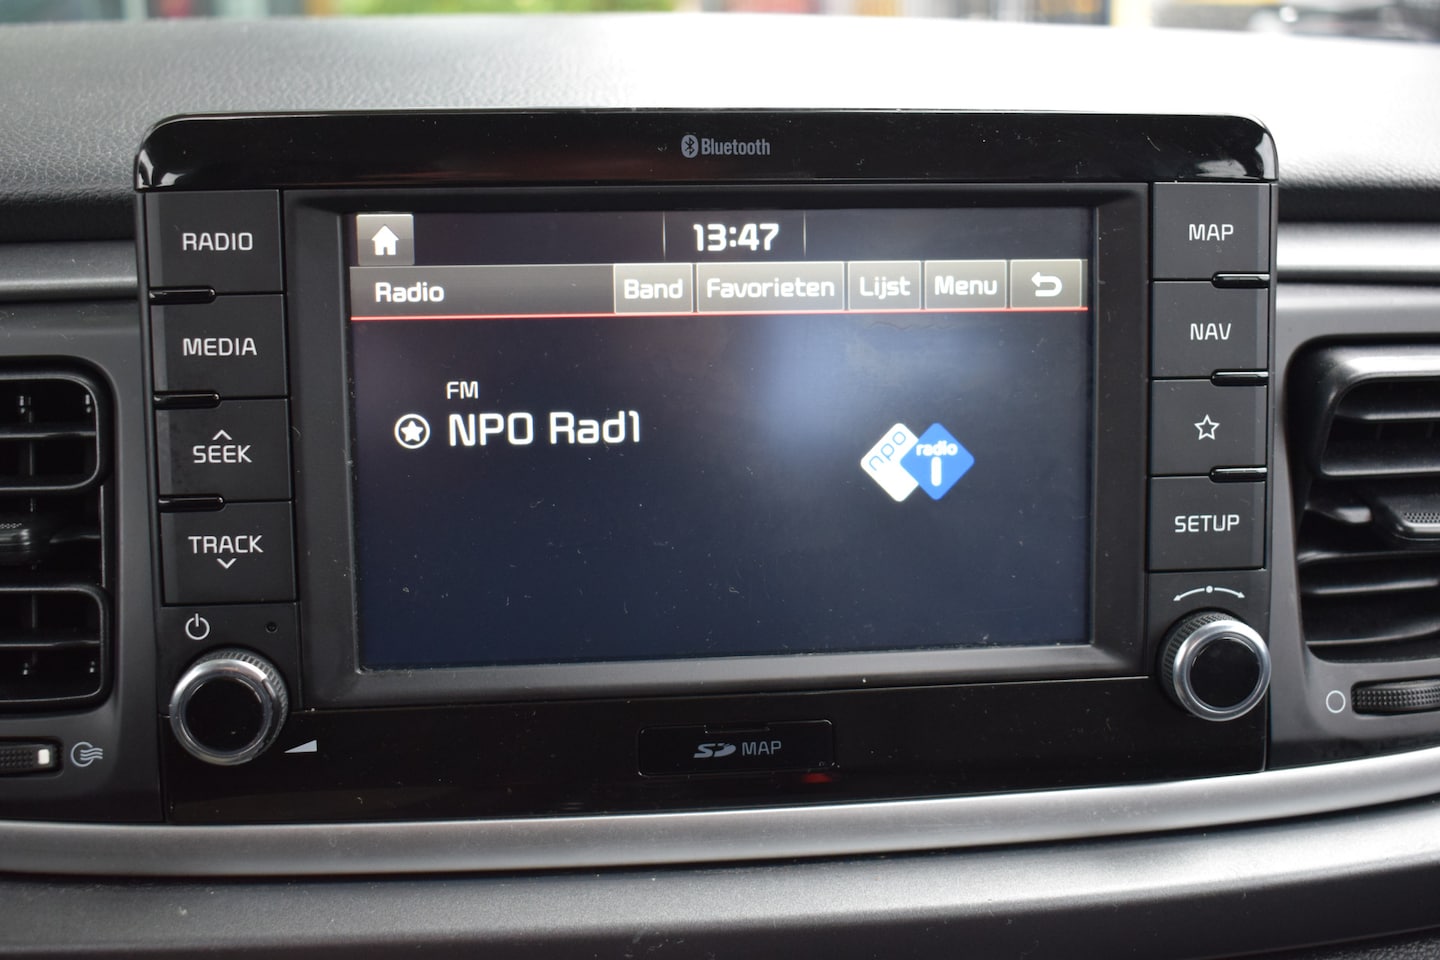 Bluetooth
RADIO
MEDIA
SEEK
TRACK
13:47
Radio
Band
Favorieten
Lijst
Menu
FM
NPO Rad1
npo
radio
1
MAP
NAV
SETUP
SD MAP